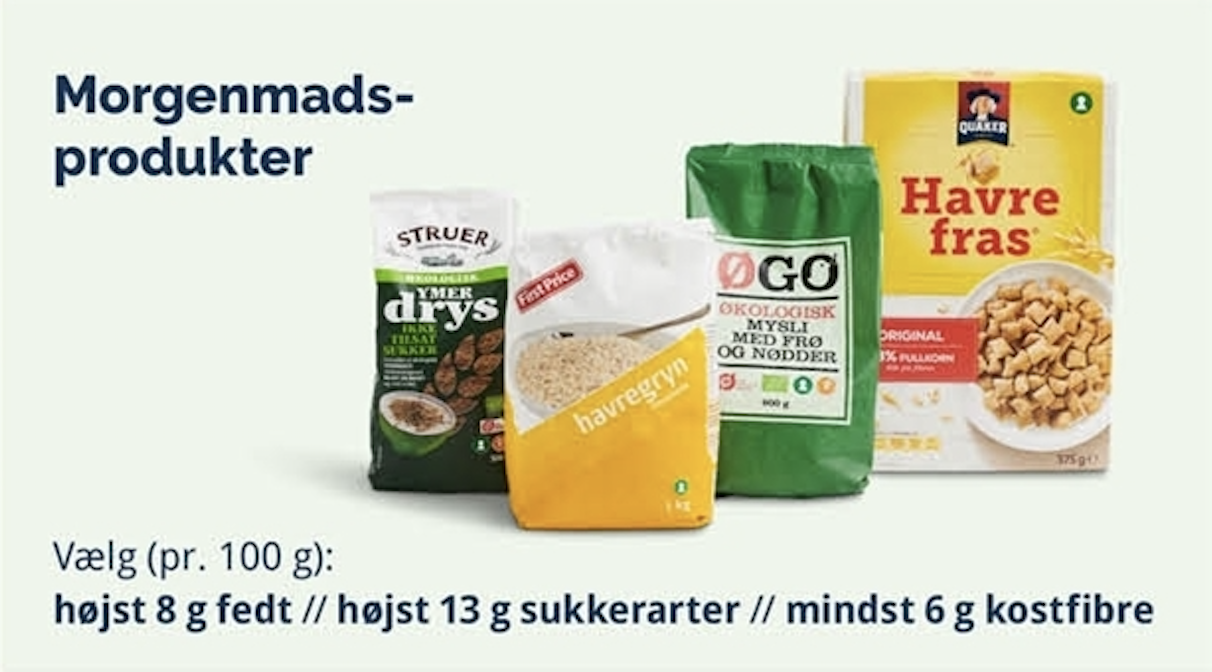 Morgenmads-
produkter
STRUER
ØKOLOGISK
YMER
drys
IKKE
TILSAT
SUKKER
First Price
havregryn
1 kg
ØGO
ØKOLOGISK
MYSLI
MED FRØ
OG NØDDER
900 g
QUAKER
Havre
fras
ORIGINAL
% FULLKORN
375 g
Vælg (pr. 100 g):
højst 8 g fedt // højst 13 g sukkerarter // mindst 6 g kostfibre